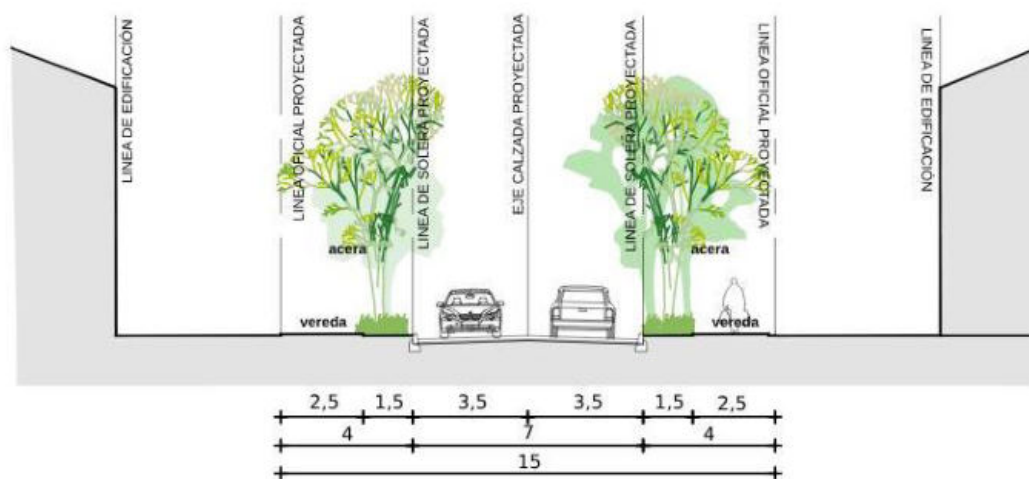 LINEA DE EDIFICACIÓN
LINEA OFICIAL PROYECTADA
LINEA DE SOLERA PROYECTADA
EJE CALZADA PROYECTADA
LINEA DE SOLERA PROYECTADA
LINEA OFICIAL PROYECTADA
LINEA DE EDIFICACIÓN
acera
acera
vereda
vereda
2,5 1,5 3,5 3,5 1,5 2,5
4 7 4
15